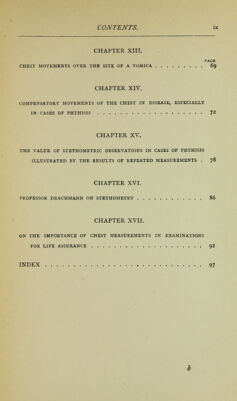 CONTENTS. ix
CHAPTER XIII.
PAGE
CHEST MOVEMENTS OVER THE SITE OF A VOMICA . . . . . . . . . 69
CHAPTER XIV.
COMPENSATORY MOVEMENTS OF THE CHEST IN DISEASE, ESPECIALLY
IN CASES OF PHTHISIS . . . . . . . . . . . . . . . . . . . 72
CHAPTER XV.
THE VALUE OF STETHOMETRIC OBSERVATIONS IN CASES OF PHTHISIS
ILLUSTRATED BY THE RESULTS OF REPEATED MEASUREMENTS . 78
CHAPTER XVI.
PROFESSOR DRACHMANN ON STETHOMETRY . . . . . . . . . . . . 86
CHAPTER XVII.
ON THE IMPORTANCE OF CHEST MEASUREMENTS IN EXAMINATIONS
FOR LIFE ASSURANCE . . . . . . . . . . . . . . . . . . . . 92
INDEX . . . . . . . . . . . . . . . . . . . . . . . . . . . 97
b